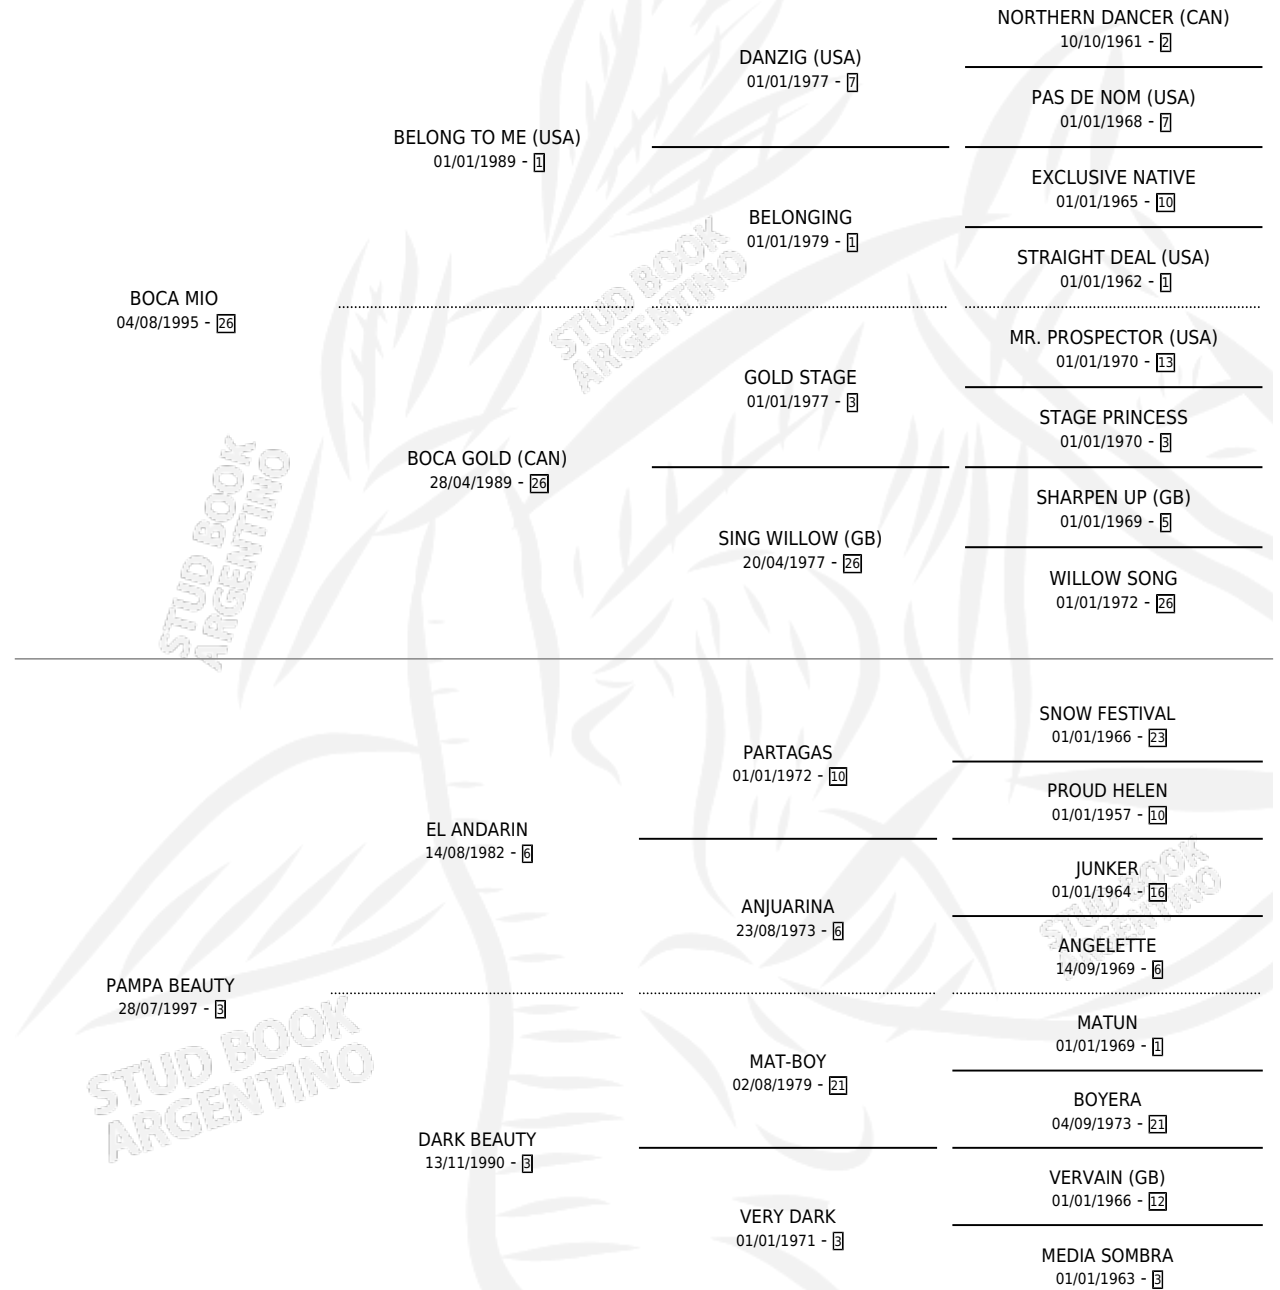 NORTHERN DANCER (CAN)
10/10/1961 - 2
DANZIG (USA)
01/01/1977 - 7
PAS DE NOM (USA)
01/01/1968 - 7
BELONG TO ME (USA)
01/01/1989 - 1
EXCLUSIVE NATIVE
01/01/1965 - 10
BELONGING
01/01/1979 - 1
STRAIGHT DEAL (USA)
01/01/1962 - 1
BOCA MIO
04/08/1995 - 26
STUD BOOK
ARGENTINO
MR. PROSPECTOR (USA)
01/01/1970 - 13
GOLD STAGE
01/01/1977 - 3
STAGE PRINCESS
01/01/1970 - 3
BOCA GOLD (CAN)
28/04/1989 - 26
SHARPEN UP (GB)
01/01/1969 - 5
SING WILLOW (GB)
20/04/1977 - 26
WILLOW SONG
01/01/1972 - 26
STUD BOOK
ARGENTINO
SNOW FESTIVAL
01/01/1966 - 23
PARTAGAS
01/01/1972 - 10
PROUD HELEN
01/01/1957 - 10
EL ANDARIN
14/08/1982 - 6
JUNKER
01/01/1964 - 16
ANJUARINA
23/08/1973 - 6
STUD BOOK
ARGENTINO
ANGELETTE
14/09/1969 - 6
PAMPA BEAUTY
28/07/1997 - 3
STUD BOOK
ARGENTINO
MATUN
01/01/1969 - 1
MAT-BOY
02/08/1979 - 21
BOYERA
04/09/1973 - 21
DARK BEAUTY
13/11/1990 - 3
VERVAIN (GB)
01/01/1966 - 12
VERY DARK
01/01/1971 - 3
MEDIA SOMBRA
01/01/1963 - 3